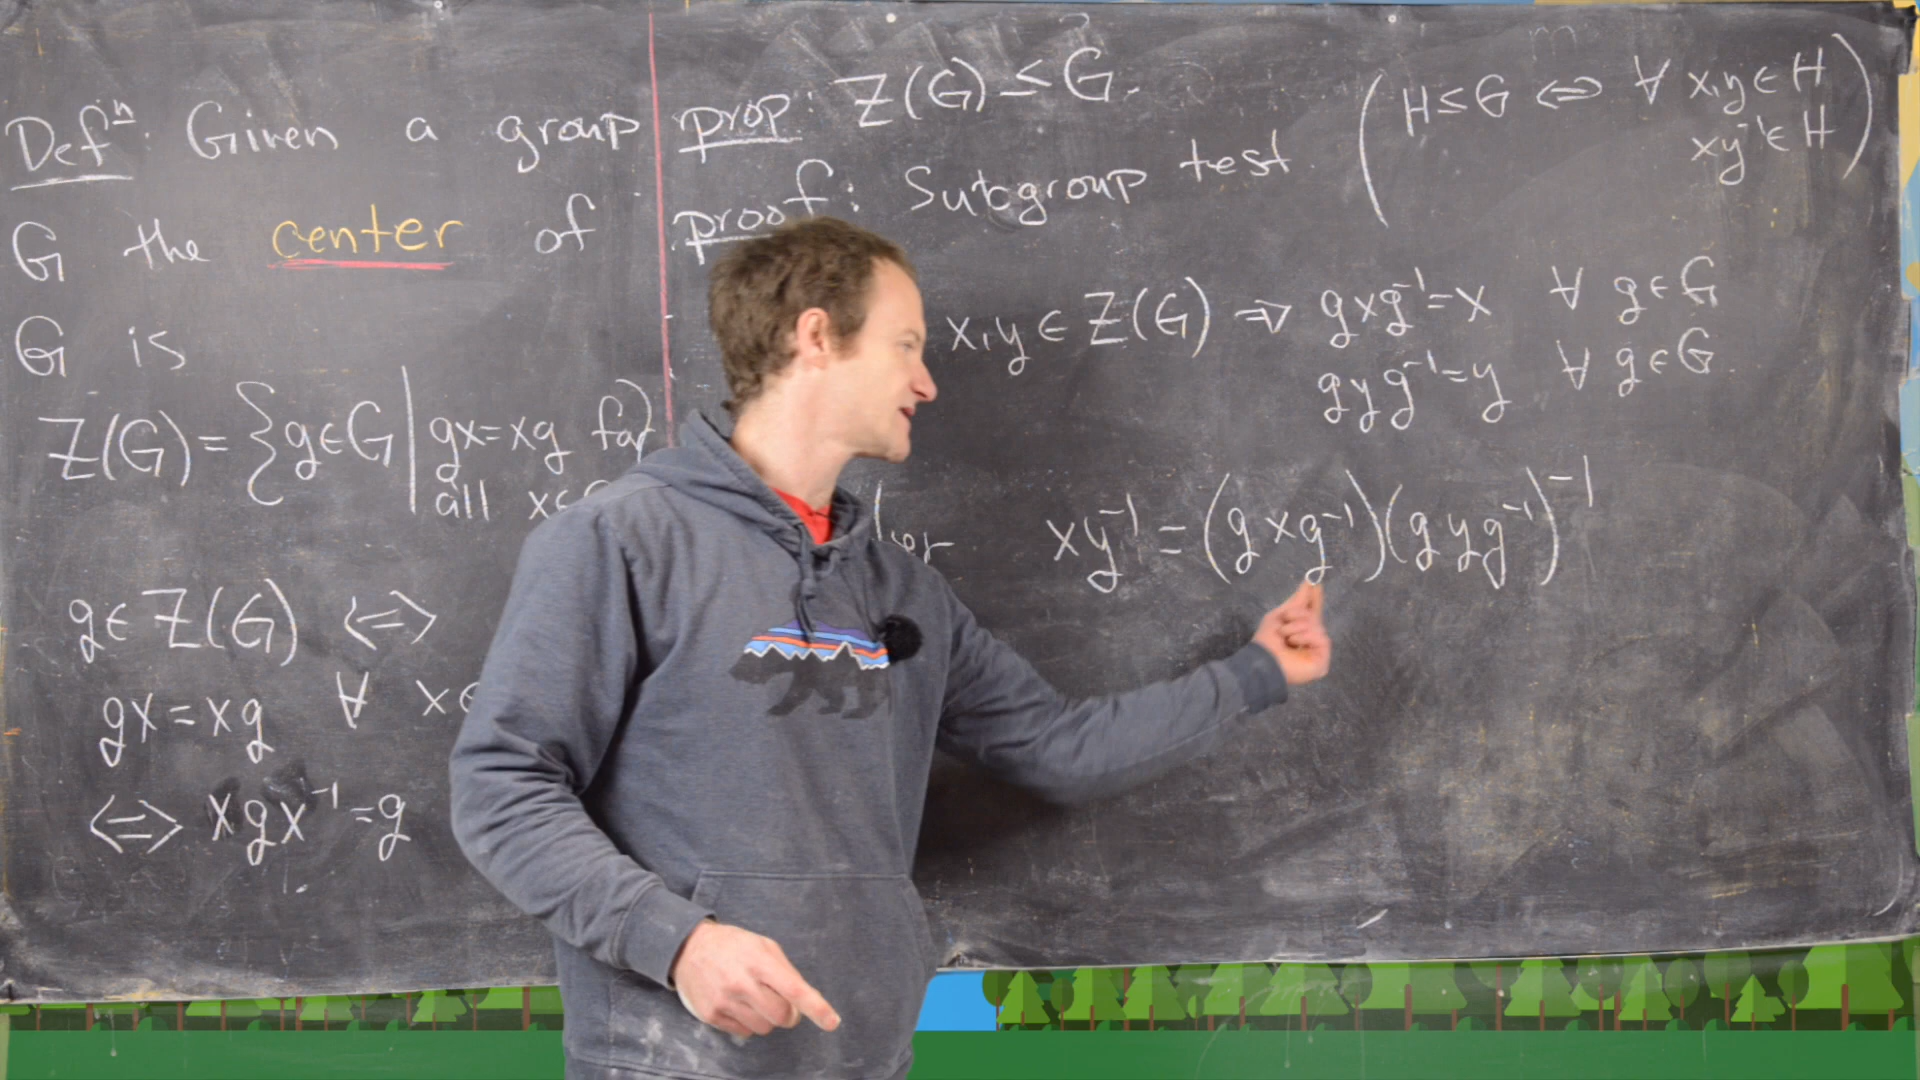 Defⁿ: Given a group
G the center of
G is
Z(G) = {g∈G | gx=xg for
all x∈
g∈Z(G) ⟺
gx=xg ∀ x∈
⟺ xgx⁻¹=g
prop: Z(G) ≤ G.
proof: Subgroup test. (H≤G ⟺ ∀ x,y∈H
xy⁻¹∈H)
x,y∈Z(G) ⇒ gxg⁻¹=x ∀ g∈G
gyg⁻¹=y ∀ g∈G.
xy⁻¹ = (gxg⁻¹)(gyg⁻¹)⁻¹